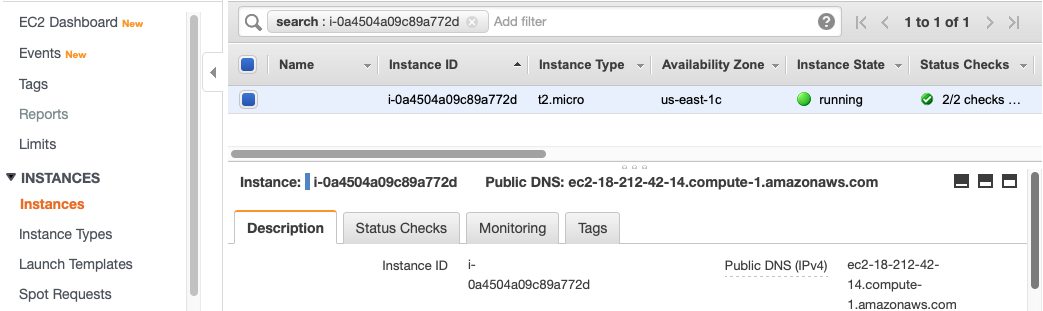 EC2 Dashboard New
Events New
Tags
Reports
Limits
INSTANCES
Instances
Instance Types
Launch Templates
Spot Requests
search : i-0a4504a09c89a772d Add filter
1 to 1 of 1
Name Instance ID Instance Type Availability Zone Instance State Status Checks
i-0a4504a09c89a772d t2.micro us-east-1c running 2/2 checks ...
Instance: i-0a4504a09c89a772d Public DNS: ec2-18-212-42-14.compute-1.amazonaws.com
Description Status Checks Monitoring Tags
Instance ID i-
0a4504a09c89a772d
Public DNS (IPv4) ec2-18-212-42-
14.compute-
1.amazonaws.com